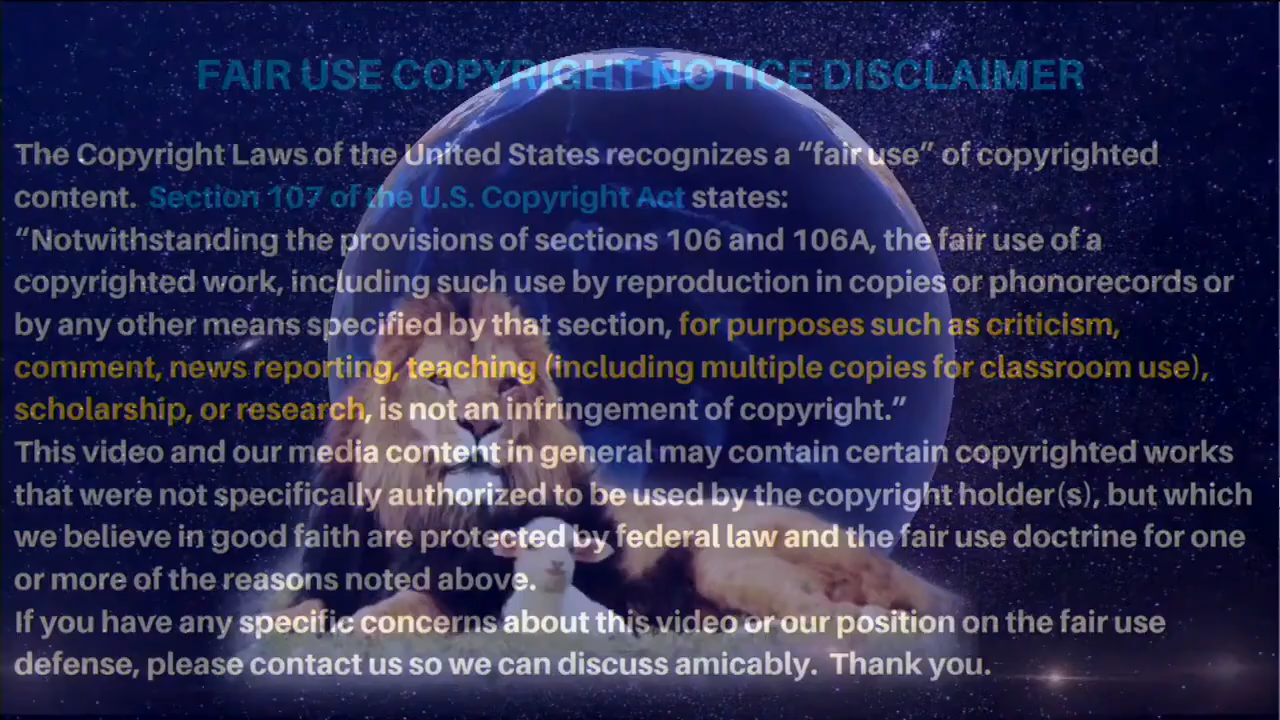 FAIR USE COPYRIGHT NOTICE DISCLAIMER
The Copyright Laws of the United States recognizes a “fair use” of copyrighted
content. Section 107 of the U.S. Copyright Act states:
“Notwithstanding the provisions of sections 106 and 106A, the fair use of a
copyrighted work, including such use by reproduction in copies or phonorecords or
by any other means specified by that section, for purposes such as criticism,
comment, news reporting, teaching (including multiple copies for classroom use),
scholarship, or research, is not an infringement of copyright.”
This video and our media content in general may contain certain copyrighted works
that were not specifically authorized to be used by the copyright holder(s), but which
we believe in good faith are protected by federal law and the fair use doctrine for one
or more of the reasons noted above.
If you have any specific concerns about this video or our position on the fair use
defense, please contact us so we can discuss amicably. Thank you.